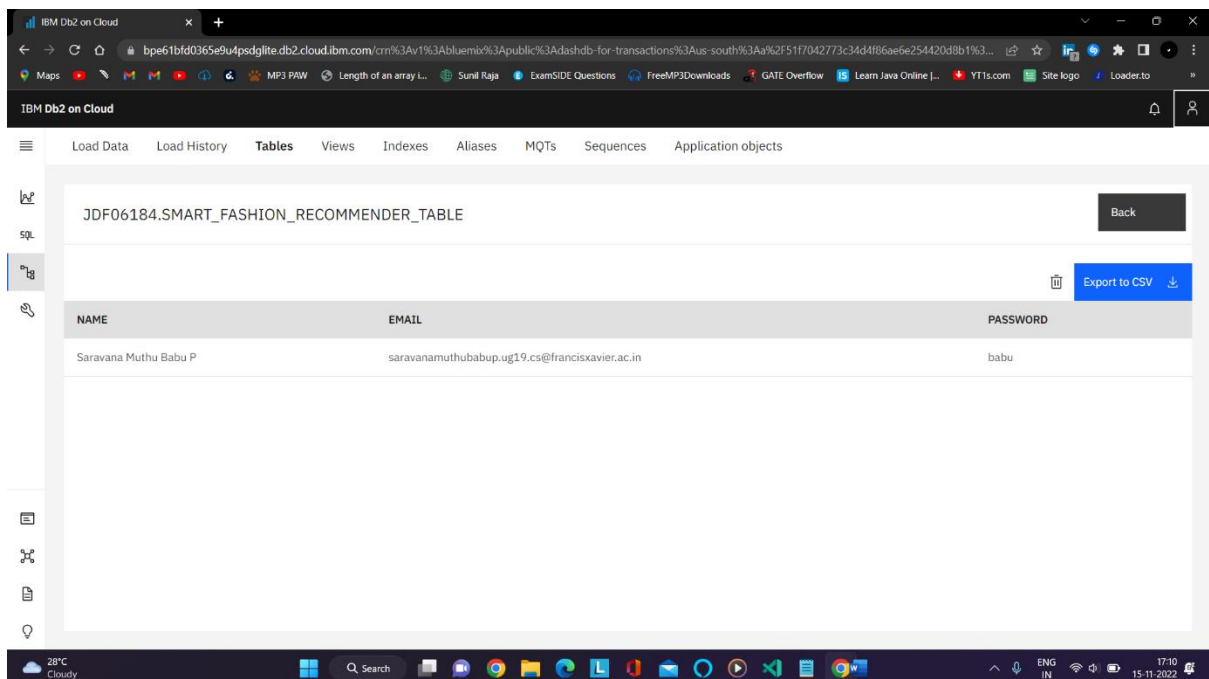 IBM Db2 on Cloud
bpe61bfd0365e9u4psdglite.db2.cloud.ibm.com/crn%3Av1%3Abluemix%3Apublic%3Adashdb-for-transactions%3Aus-south%3Aa%2F51f7042773c34d4f86ae6e254420d8b1%3...
Maps MP3 PAW Length of an array i... Sunil Raja ExamSIDE Questions FreeMP3Downloads GATE Overflow IS Learn Java Online |... YT1s.com Site logo Loader.to »
IBM Db2 on Cloud
Load Data Load History Tables Views Indexes Aliases MQTs Sequences Application objects
JDF06184.SMART_FASHION_RECOMMENDER_TABLE Back
SQL
Export to CSV
NAME EMAIL PASSWORD
Saravana Muthu Babu P saravanamuthubabup.ug19.cs@francisxavier.ac.in babu
28°C
Cloudy
Search
ENG
IN
17:10
15-11-2022